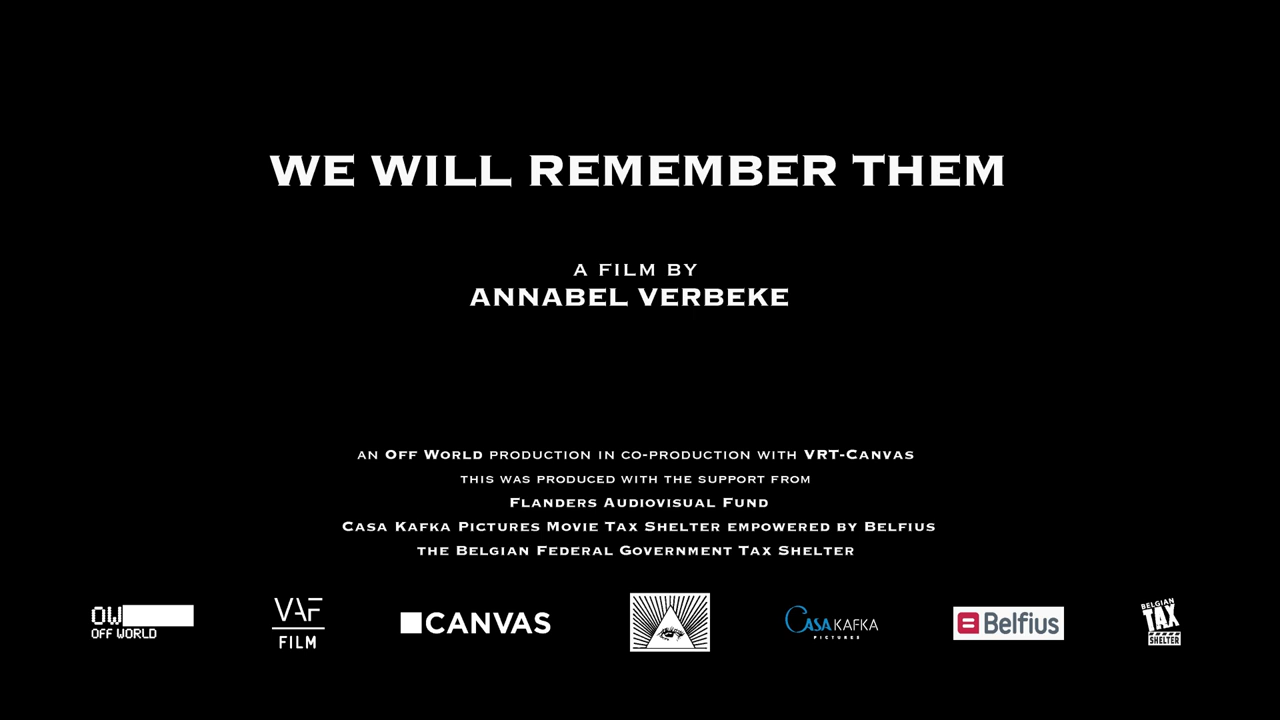 WE WILL REMEMBER THEM
A FILM BY
ANNABEL VERBEKE
AN OFF WORLD PRODUCTION IN CO-PRODUCTION WITH VRT-CANVAS
THIS WAS PRODUCED WITH THE SUPPORT FROM
FLANDERS AUDIOVISUAL FUND
CASA KAFKA PICTURES MOVIE TAX SHELTER EMPOWERED BY BELFIUS
THE BELGIAN FEDERAL GOVERNMENT TAX SHELTER
OW
OFF WORLD
VAF
FILM
CANVAS
CASA KAFKA
PICTURES
Belfius
BELGIAN
TAX
SHELTER